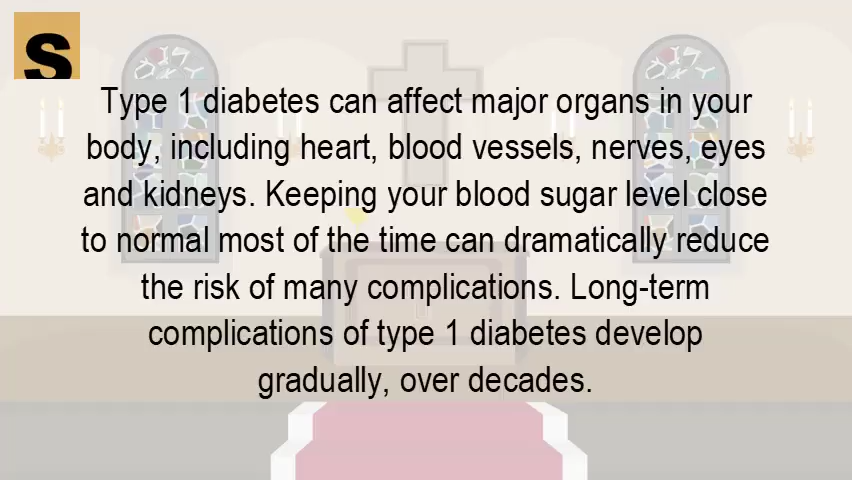 S
Type 1 diabetes can affect major organs in your
body, including heart, blood vessels, nerves, eyes
and kidneys. Keeping your blood sugar level close
to normal most of the time can dramatically reduce
the risk of many complications. Long-term
complications of type 1 diabetes develop
gradually, over decades.